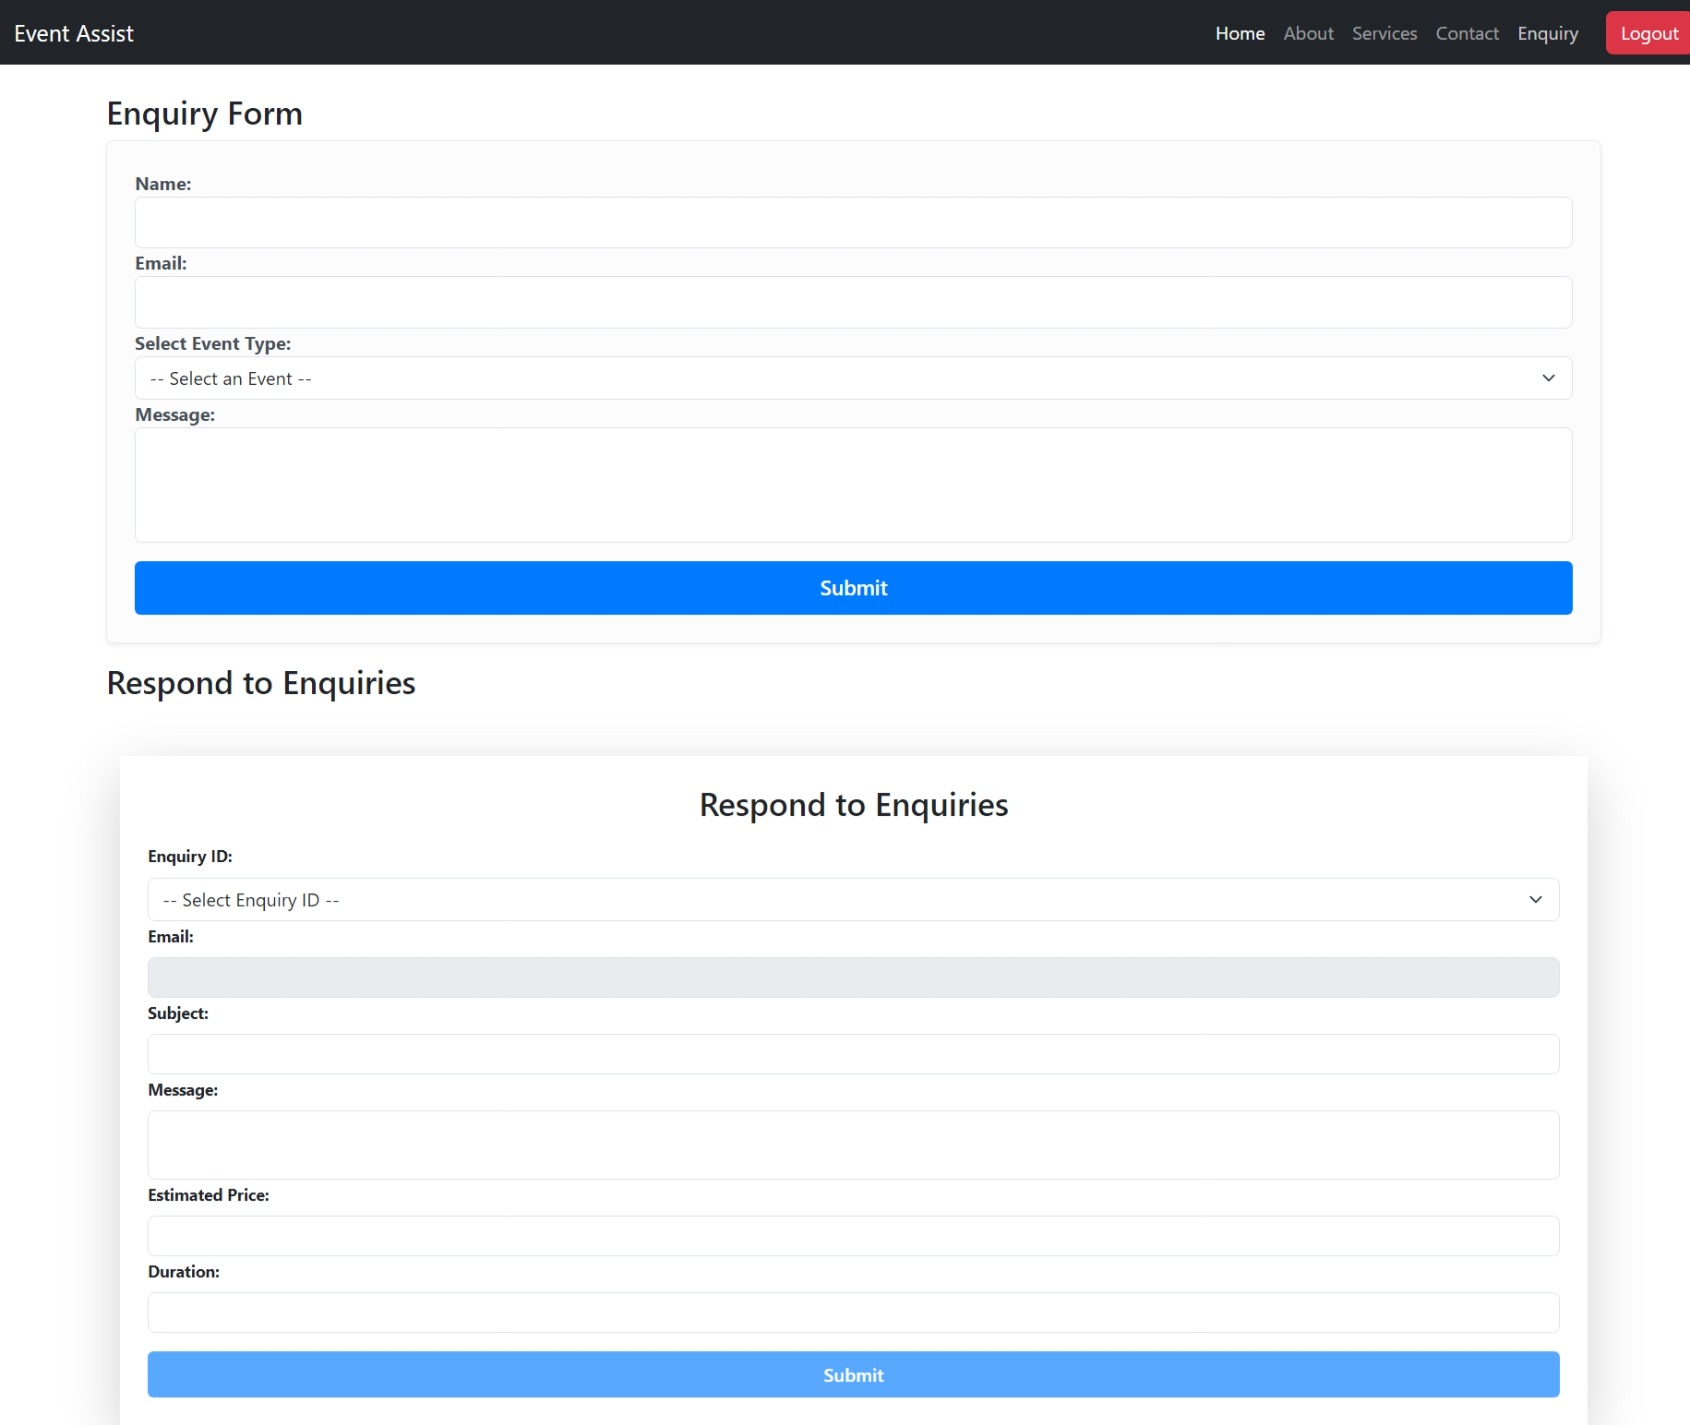 Event Assist
Home About Services Contact Enquiry Logout
Enquiry Form
Name:
Email:
Select Event Type:
-- Select an Event --
Message:
Submit
Respond to Enquiries
Respond to Enquiries
Enquiry ID:
-- Select Enquiry ID --
Email:
Subject:
Message:
Estimated Price:
Duration:
Submit